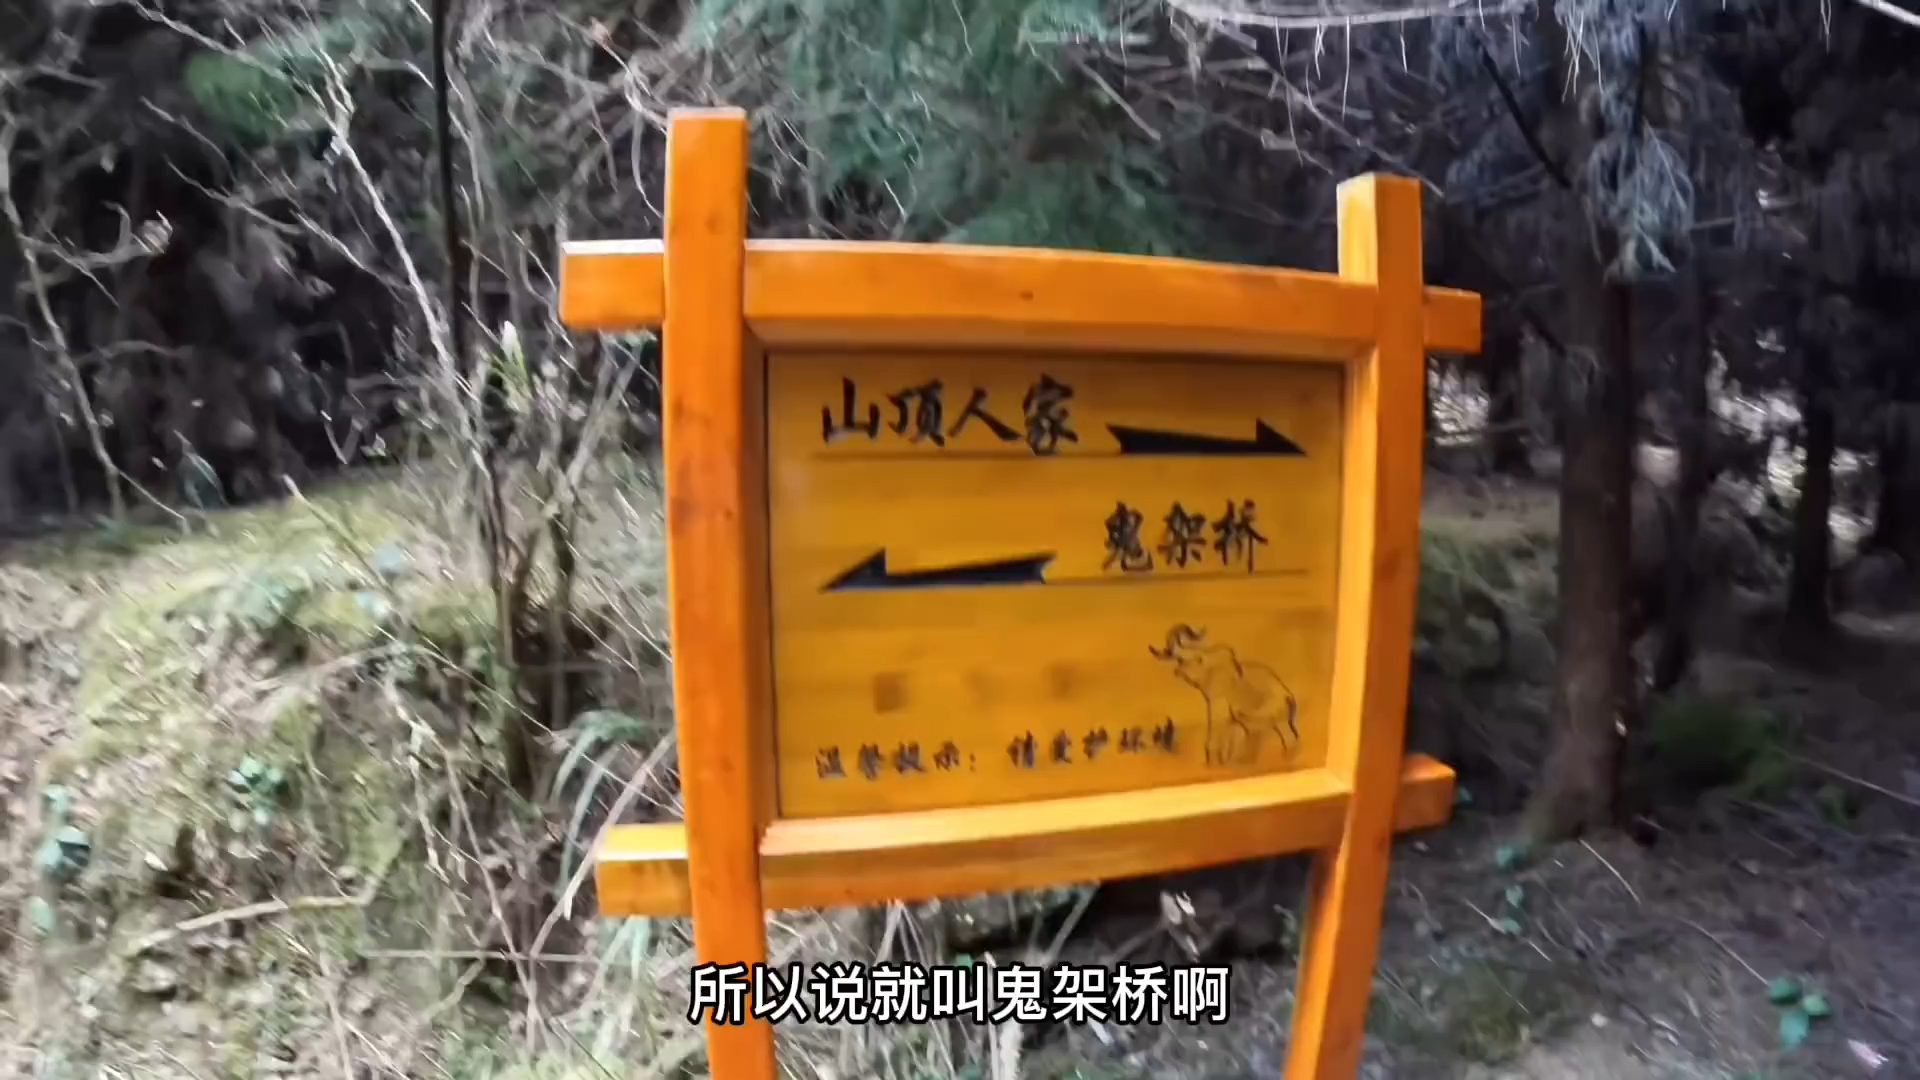 山顶人家
鬼架桥
温馨提示：请爱护环境
所以说就叫鬼架桥啊